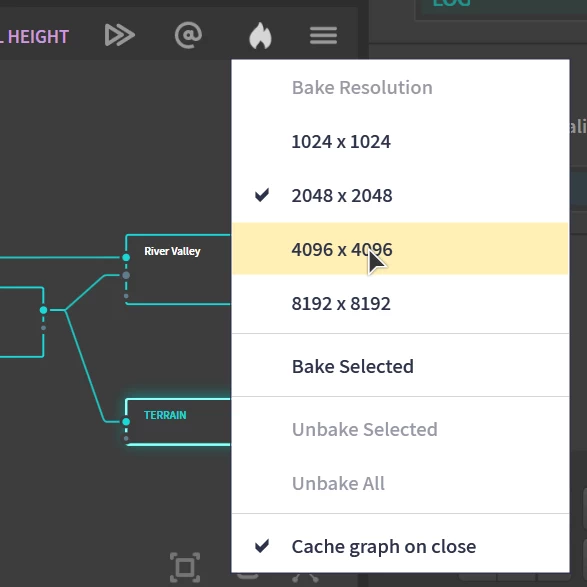 LOG
L HEIGHT
Bake Resolution
1024 x 1024
ali
2048 x 2048
4096 x 4096
River Valley
8192 x 8192
Bake Selected
TERRAIN
Unbake Selected
Unbake All
Cache graph on close